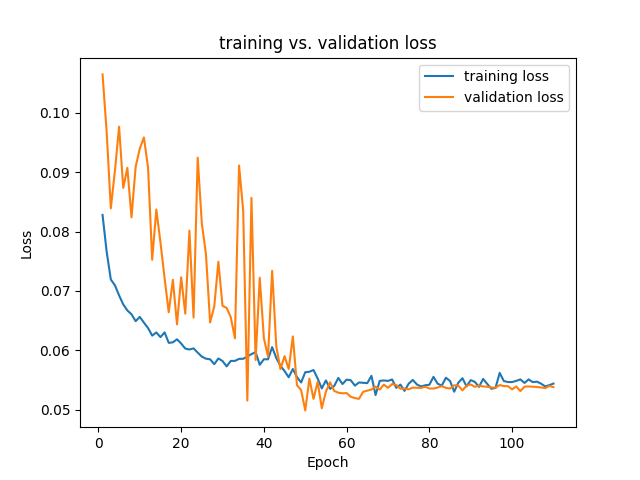 training vs. validation loss
training loss
validation loss
0.10
0.09
0.08
0.07
0.06
0.05
Loss
0
20
40
60
80
100
Epoch